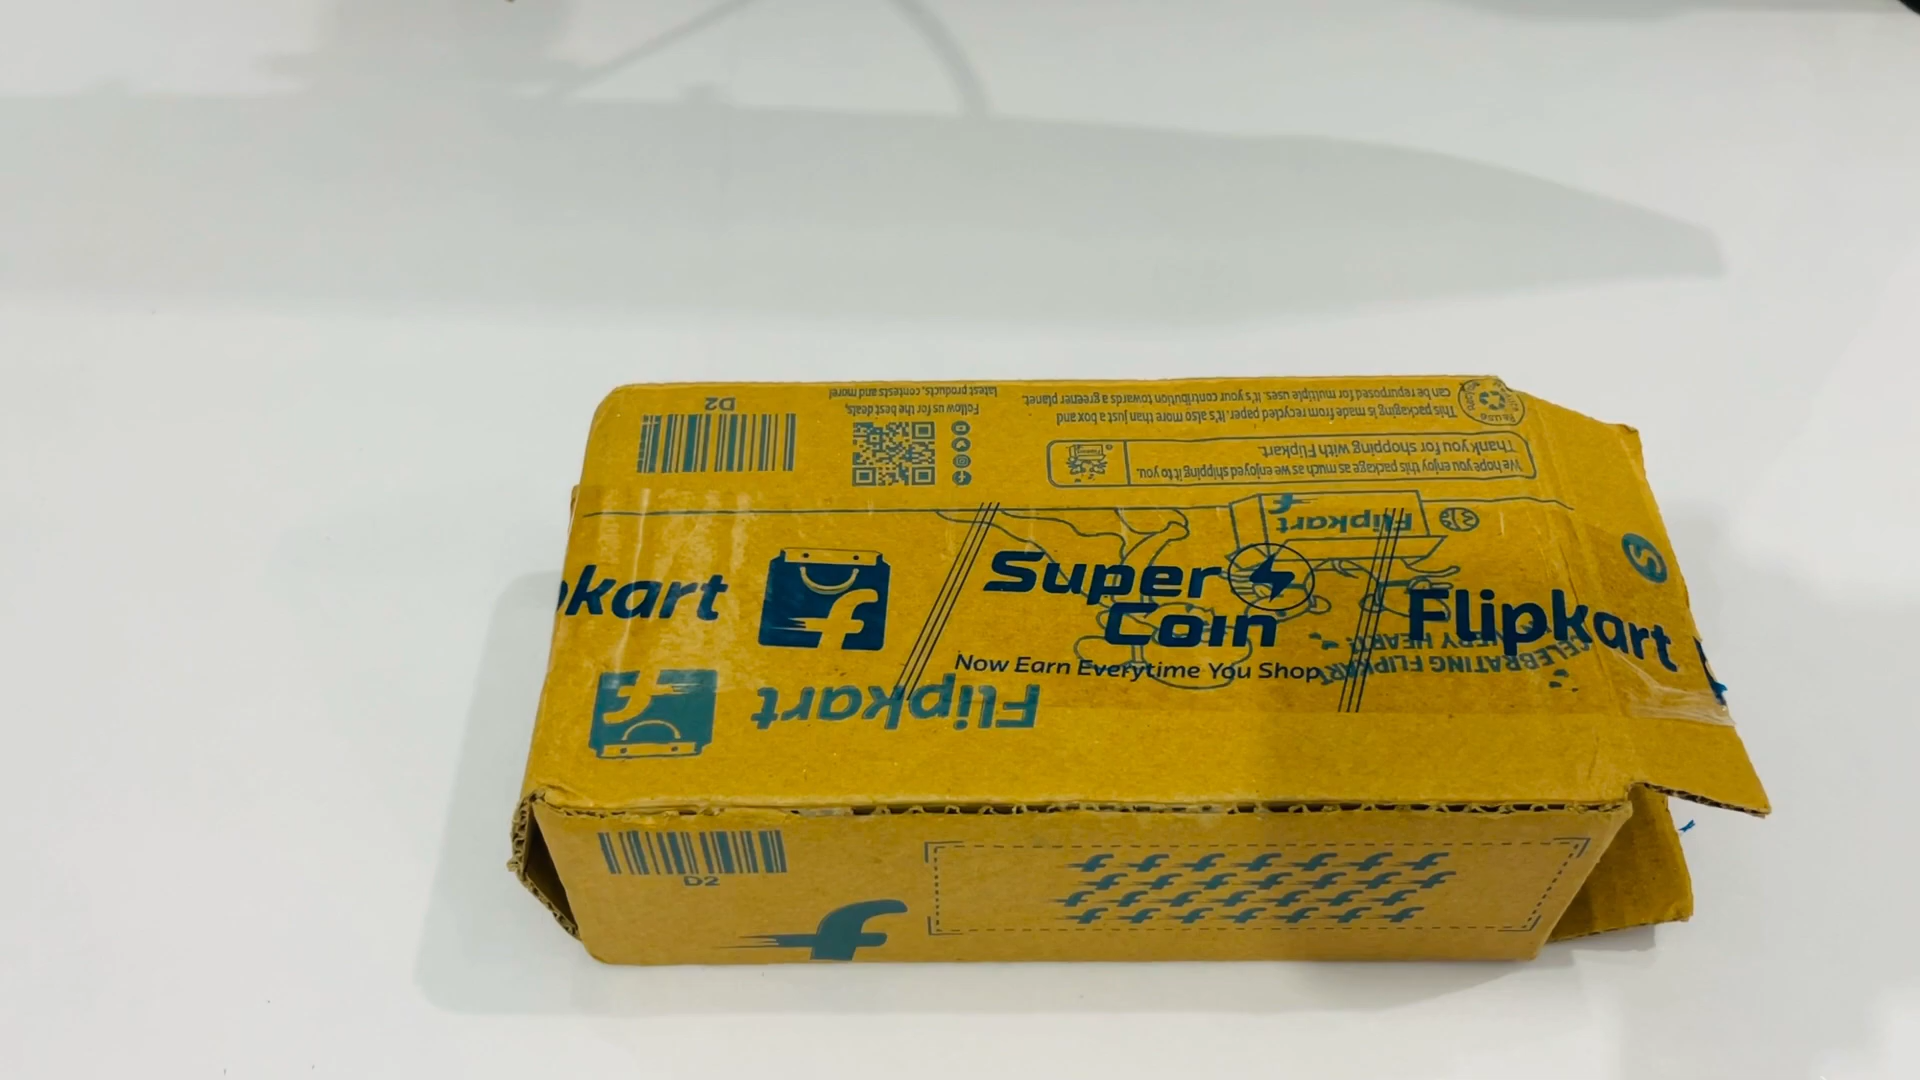 D2
Follow us for the best deals,
latest products, contests and more!
This packaging is made from recycled paper, it's also more than just a box and
can be repurposed for multiple uses. It's your contribution towards a greener planet.
We hope you enjoy this package as much as we enjoyed shipping it to you.
Thank you for shopping with Flipkart.
Flipkart
pkart
Super
Coin
Now Earn Everytime You Shop
Flipkart
CELEBRATING FLIPKART
Flipkart
D2